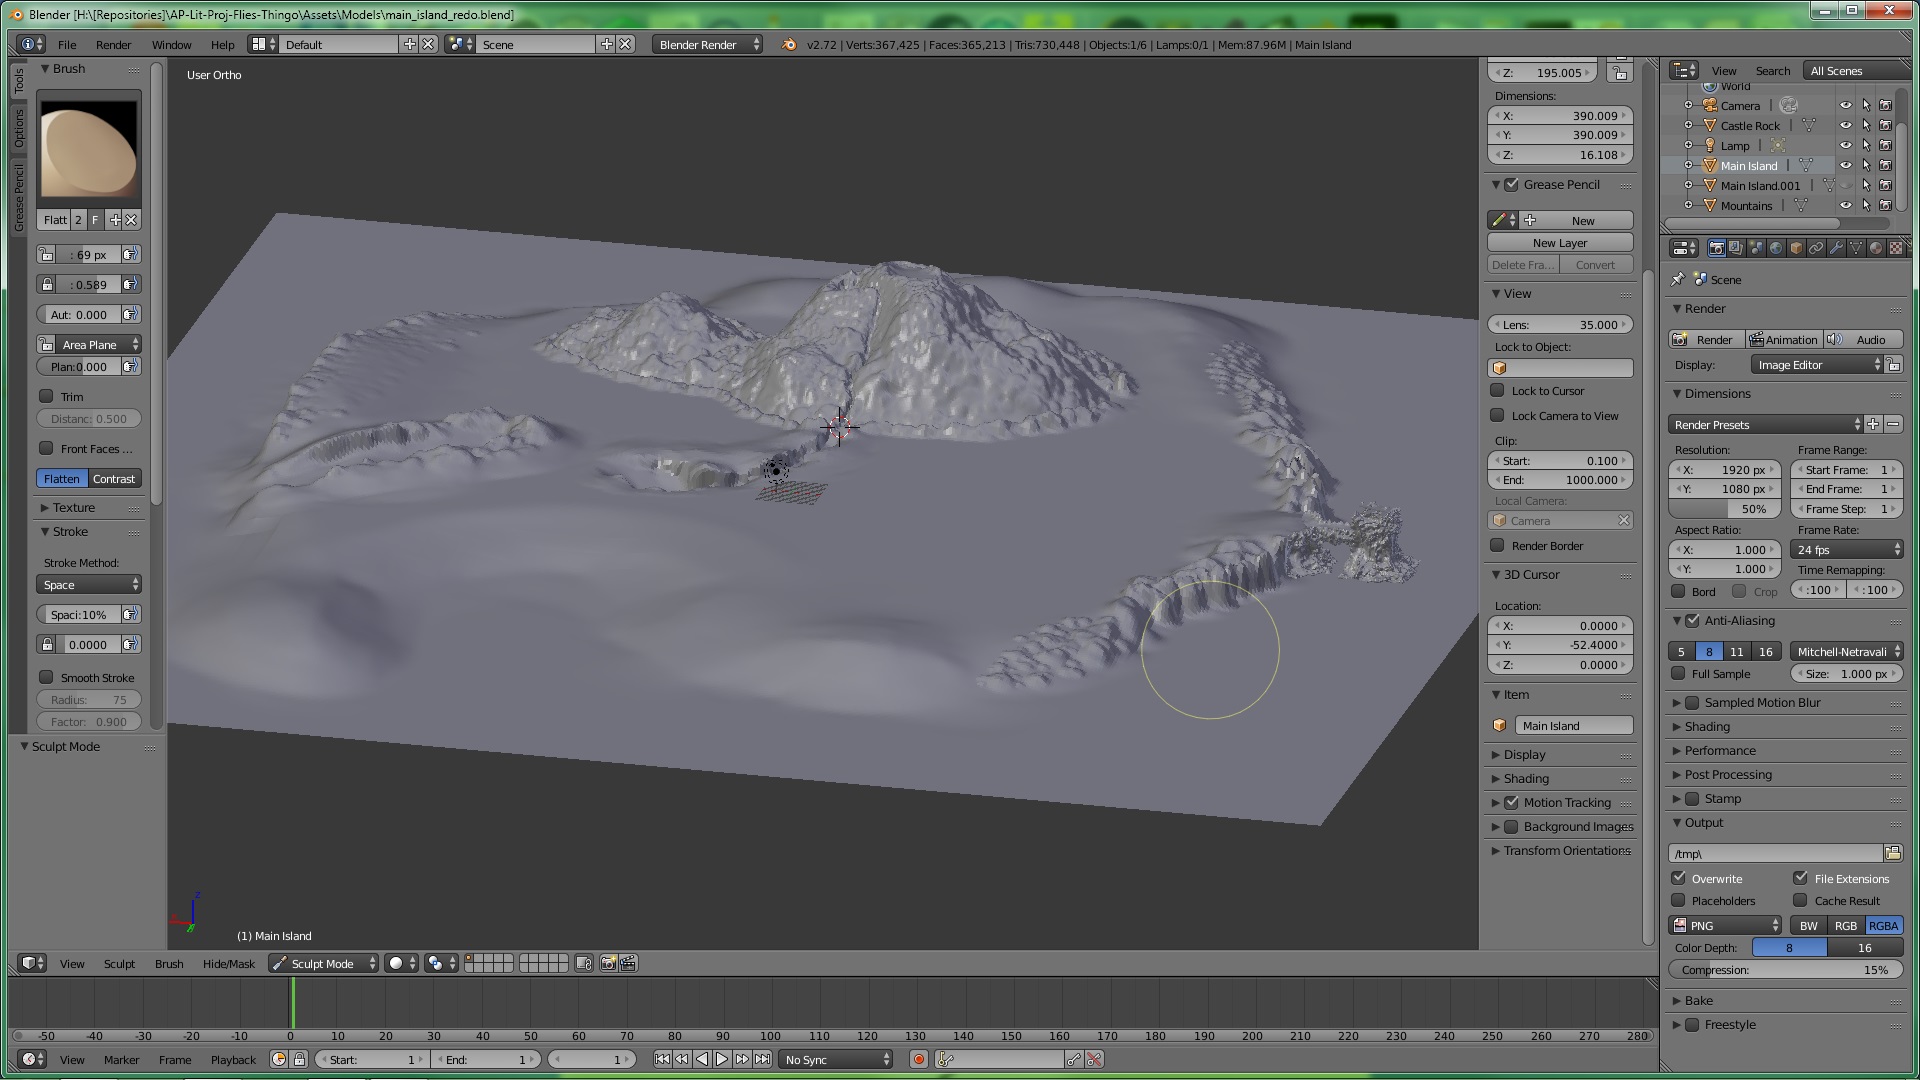 Blender [H:\[Repositories]\AP-Lit-Proj-Flies-Thingo\Assets\Models\main_island_redo.blend]
File Render Window Help Default Scene Blender Render v2.72 | Verts:367,425 | Faces:365,213 | Tris:730,448 | Objects:1/6 | Lamps:0/1 | Mem:87.96M | Main Island
Tools
Options
Grease Pencil
Brush
Flatt 2 F
: 69 px
: 0.589
Aut: 0.000
Area Plane
Plan:0.000
Trim
Distanc: 0.500
Front Faces ...
Flatten Contrast
Texture
Stroke
Stroke Method:
Space
Spaci:10%
0.0000
Smooth Stroke
Radius: 75
Factor: 0.900
Sculpt Mode
User Ortho
(1) Main Island
Z: 195.005
Dimensions:
X: 390.009
Y: 390.009
Z: 16.108
Grease Pencil
New
New Layer
Delete Fra... Convert
View
Lens: 35.000
Lock to Object:
Lock to Cursor
Lock Camera to View
Clip:
Start: 0.100
End: 1000.000
Local Camera:
Camera
Render Border
3D Cursor
Location:
X: 0.0000
Y: -52.4000
Z: 0.0000
Item
Main Island
Display
Shading
Motion Tracking
Background Images
Transform Orientations
View Search All Scenes
World
Camera
Castle Rock
Lamp
Main Island
Main Island.001
Mountains
Scene
Render
Render Animation Audio
Display: Image Editor
Dimensions
Render Presets
Resolution: Frame Range:
X: 1920 px Start Frame: 1
Y: 1080 px End Frame: 1
50% Frame Step: 1
Aspect Ratio: Frame Rate:
X: 1.000 24 fps
Y: 1.000 Time Remapping:
Bord Crop :100 :100
Anti-Aliasing
5 8 11 16 Mitchell-Netravali
Full Sample Size: 1.000 px
Sampled Motion Blur
Shading
Performance
Post Processing
Stamp
Output
/tmp\
Overwrite File Extensions
Placeholders Cache Result
PNG BW RGB RGBA
Color Depth: 8 16
Compression: 15%
Bake
Freestyle
View Sculpt Brush Hide/Mask Sculpt Mode
-50 -40 -30 -20 -10 0 10 20 30 40 50 60 70 80 90 100 110 120 130 140 150 160 170 180 190 200 210 220 230 240 250 260 270 280
View Marker Frame Playback Start: 1 End: 1 1 No Sync